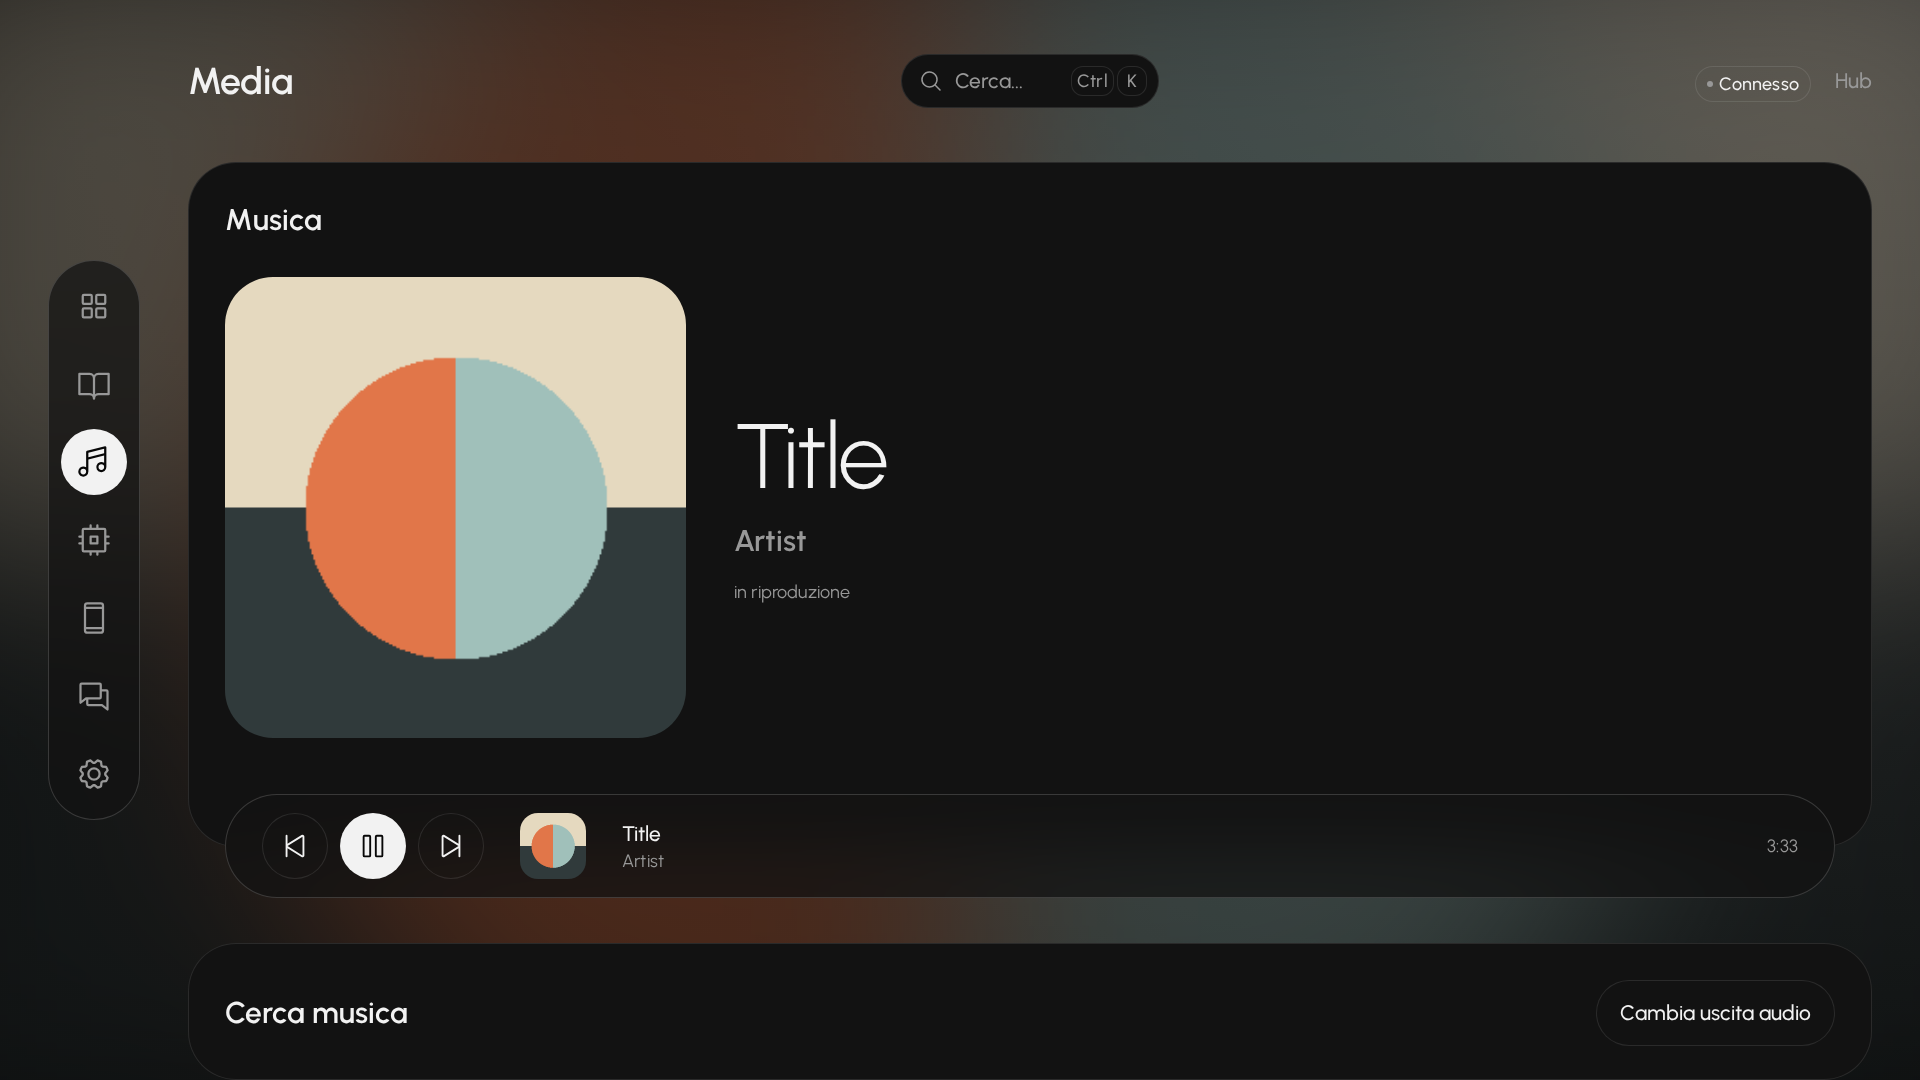 Media
Cerca...
Ctrl
K
Connesso
Hub
Musica
Title
Artist
in riproduzione
Title
Artist
3:33
Cerca musica
Cambia uscita audio